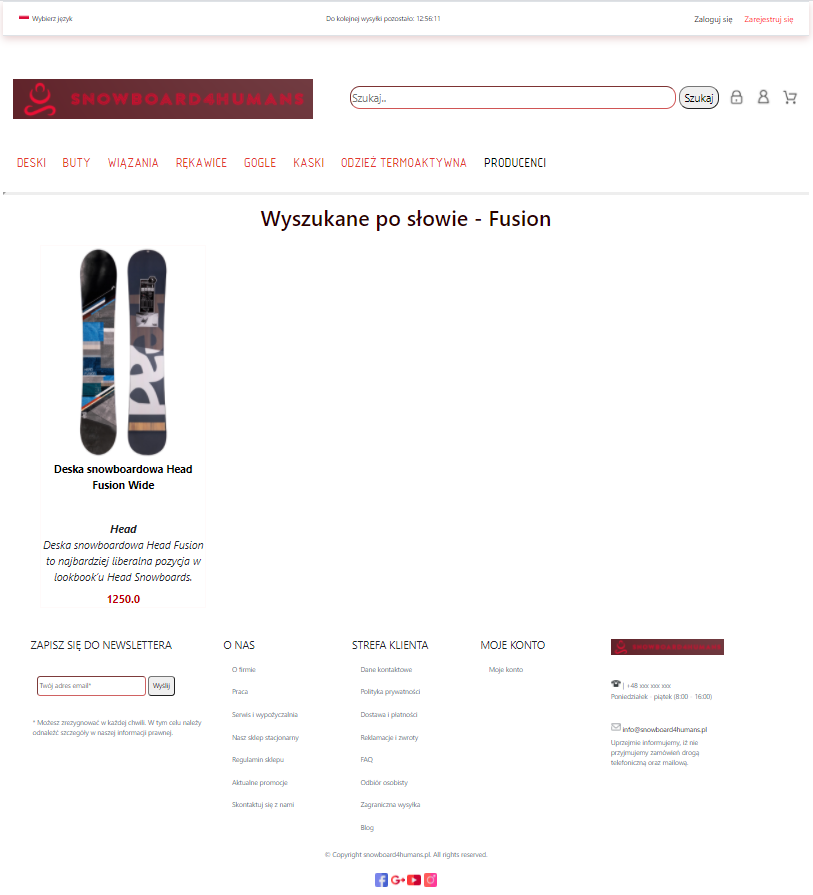 Wybierz język
Do kolejnej wysyłki pozostało: 12:56:11
Zaloguj się
Zarejestruj się
SNOWBOARD4HUMANS
Szukaj..
Szukaj
DESKI
BUTY
WIĄZANIA
RĘKAWICE
GOGLE
KASKI
ODZIEŻ TERMOAKTYWNA
PRODUCENCI
Wyszukane po słowie - Fusion
Deska snowboardowa Head
Fusion Wide
Head
Deska snowboardowa Head Fusion
to najbardziej liberalna pozycja w
lookbook'u Head Snowboards.
1250.0
ZAPISZ SIĘ DO NEWSLETTERA
Twój adres email*
Wyślij
* Możesz zrezygnować w każdej chwili. W tym celu należy
odnaleźć szczegóły w naszej informacji prawnej.
O NAS
O firmie
Praca
Serwis i wypożyczalnia
Nasz sklep stacjonarny
Regulamin sklepu
Aktualne promocje
Skontaktuj się z nami
STREFA KLIENTA
Dane kontaktowe
Polityka prywatności
Dostawa i płatności
Reklamacje i zwroty
FAQ
Odbiór osobisty
Zagraniczna wysyłka
Blog
MOJE KONTO
Moje konto
| +48 xxx xxx xxx
Poniedziałek - piątek (8:00 - 16:00)
info@snowboard4humans.pl
Uprzejmie informujemy, iż nie
przyjmujemy zamówień drogą
telefoniczną oraz mailową.
© Copyright snowboard4humans.pl. All rights reserved.